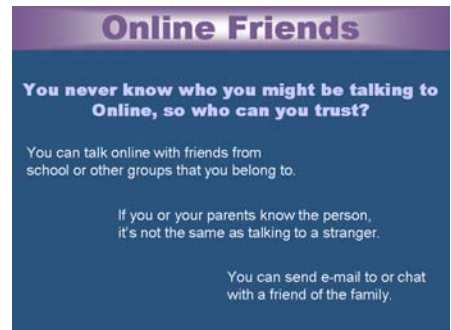 Online Friends
You never know who you might be talking to
Online, so who can you trust?
You can talk online with friends from
school or other groups that you belong to.
If you or your parents know the person,
it's not the same as talking to a stranger.
You can send e-mail to or chat
with a friend of the family.